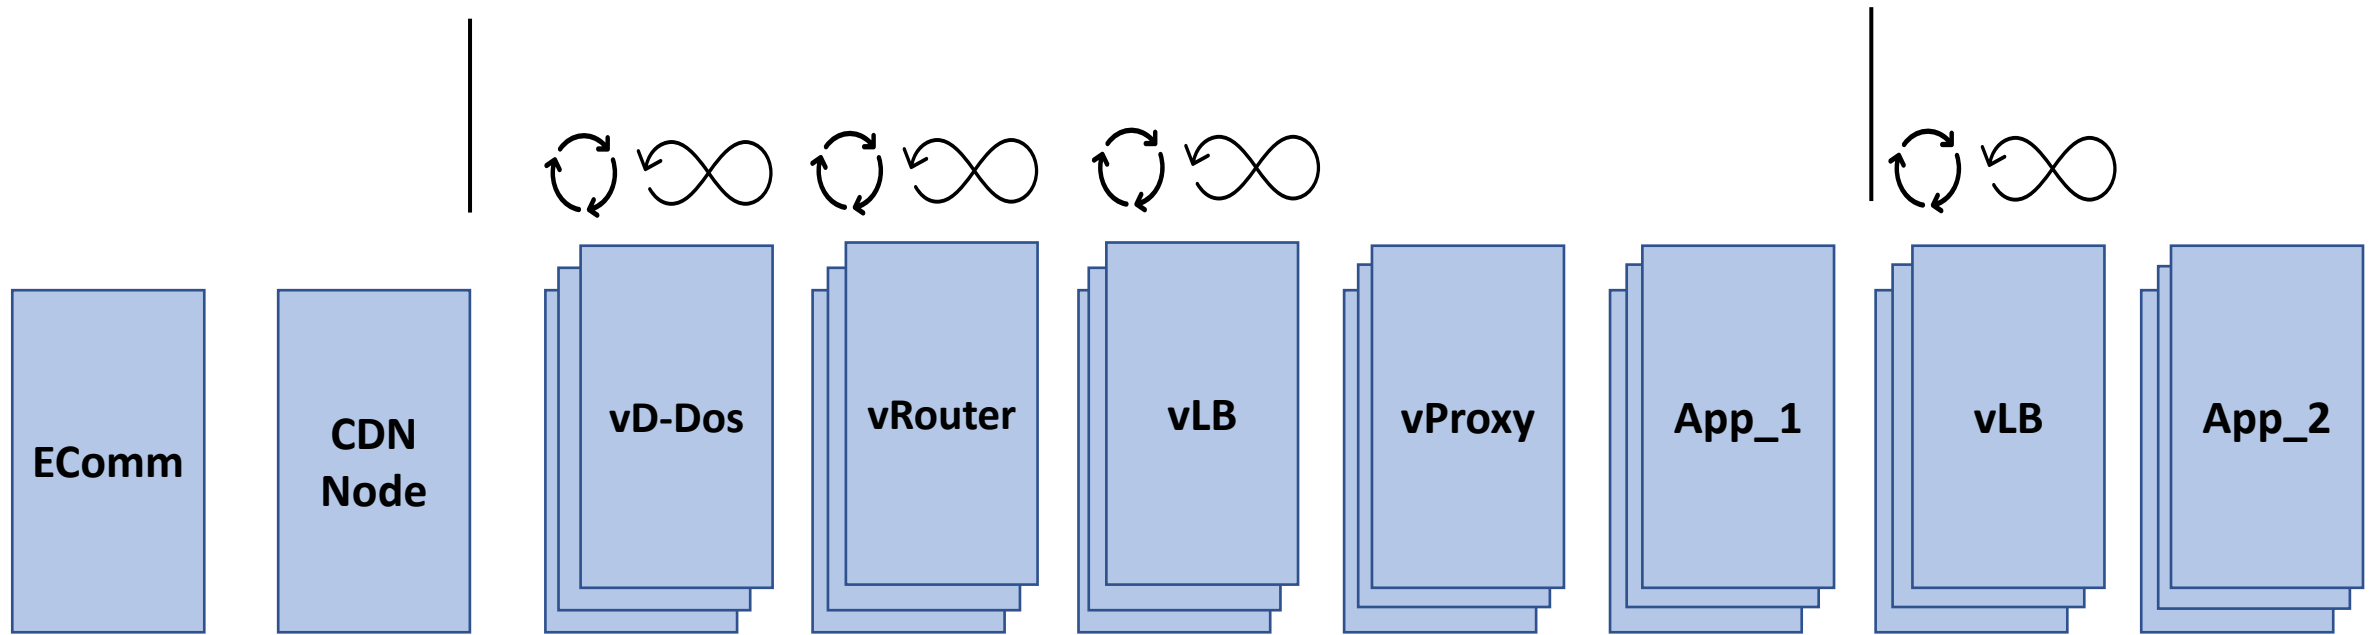 EComm
CDN
Node
vD-Dos
vRouter
vLB
vProxy
App_1
vLB
App_2